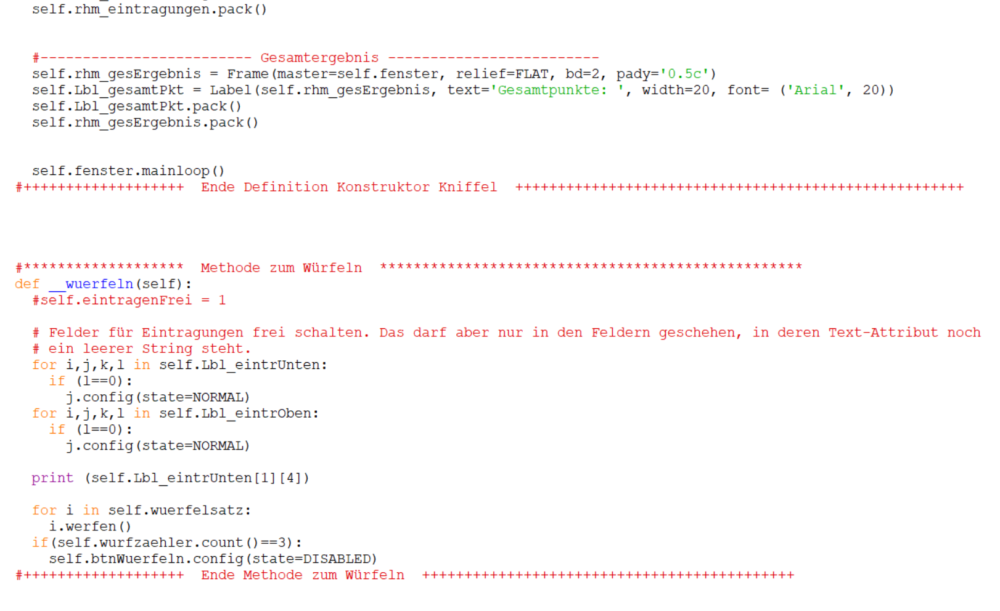 self.rhm_eintragungen.pack()
#------------------------- Gesamtergebnis -------------------------
self.rhm_gesErgebnis = Frame(master=self.fenster, relief=FLAT, bd=2, pady='0.5c')
self.Lbl_gesamtPkt = Label(self.rhm_gesErgebnis, text='Gesamtpunkte: ', width=20, font= ('Arial', 20))
self.Lbl_gesamtPkt.pack()
self.rhm_gesErgebnis.pack()
self.fenster.mainloop()
#+++++++++++++++++++  Ende Definition Konstruktor Kniffel  +++++++++++++++++++++++++++++++++++++++++++++++++++++
#*******************  Methode zum Würfeln  **************************************************
def __wuerfeln(self):
#self.eintragenFrei = 1
# Felder für Eintragungen frei schalten. Das darf aber nur in den Feldern geschehen, in deren Text-Attribut noch
# ein leerer String steht.
for i,j,k,l in self.Lbl_eintrUnten:
if (l==0):
j.config(state=NORMAL)
for i,j,k,l in self.Lbl_eintrOben:
if (l==0):
j.config(state=NORMAL)
print (self.Lbl_eintrUnten[1][4])
for i in self.wuerfelsatz:
i.werfen()
if(self.wurfzaehler.count()==3):
self.btnWuerfeln.config(state=DISABLED)
#+++++++++++++++++++  Ende Methode zum Würfeln  ++++++++++++++++++++++++++++++++++++++++++++